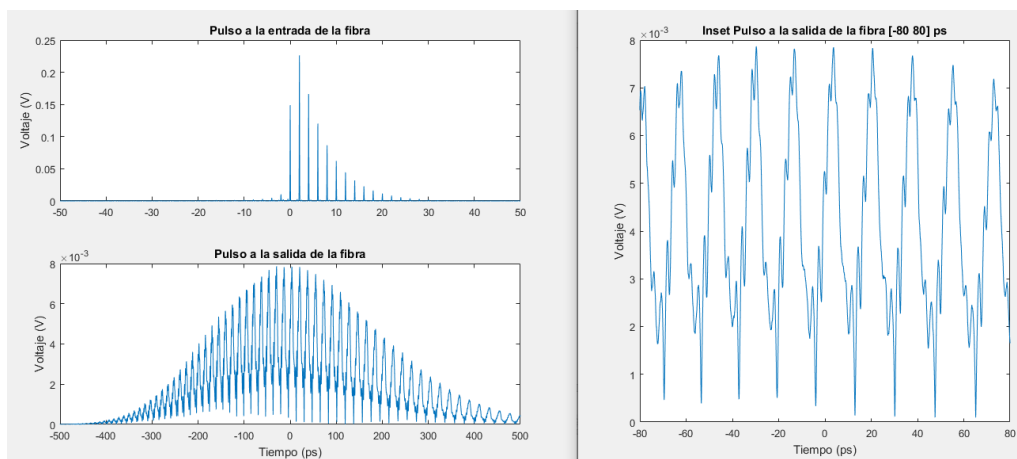 Pulso a la entrada de la fibra
0.25
0.2
0.15
0.1
0.05
0
Voltaje (V)
-50 -40 -30 -20 -10 0 10 20 30 40 50
Pulso a la salida de la fibra
×10⁻³
8
6
4
2
0
Voltaje (V)
-500 -400 -300 -200 -100 0 100 200 300 400 500
Tiempo (ps)
Inset Pulso a la salida de la fibra [-80 80] ps
×10⁻³
8
7
6
5
4
3
2
1
0
Voltaje (V)
-80 -60 -40 -20 0 20 40 60 80
Tiempo (ps)